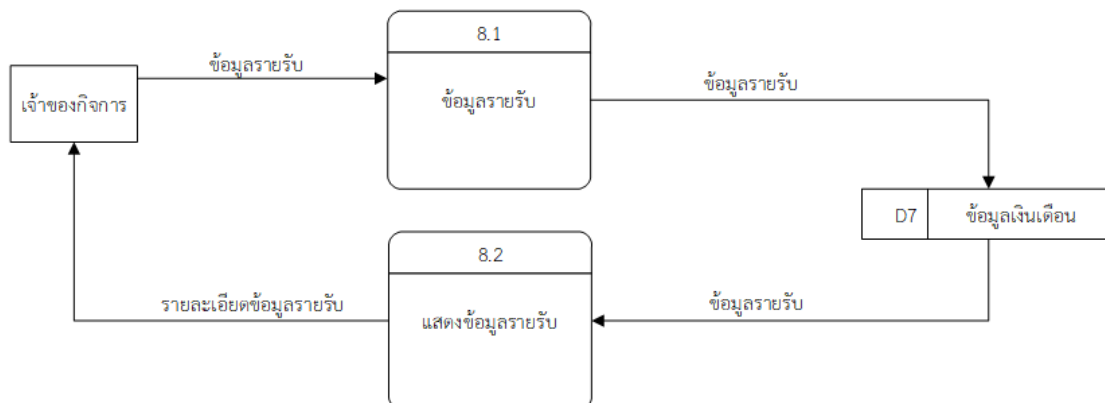 8.1
ข้อมูลรายรับ
ข้อมูลรายรับ
เจ้าของกิจการ
ข้อมูลรายรับ
D7
ข้อมูลเงินเดือน
8.2
รายละเอียดข้อมูลรายรับ
ข้อมูลรายรับ
แสดงข้อมูลรายรับ